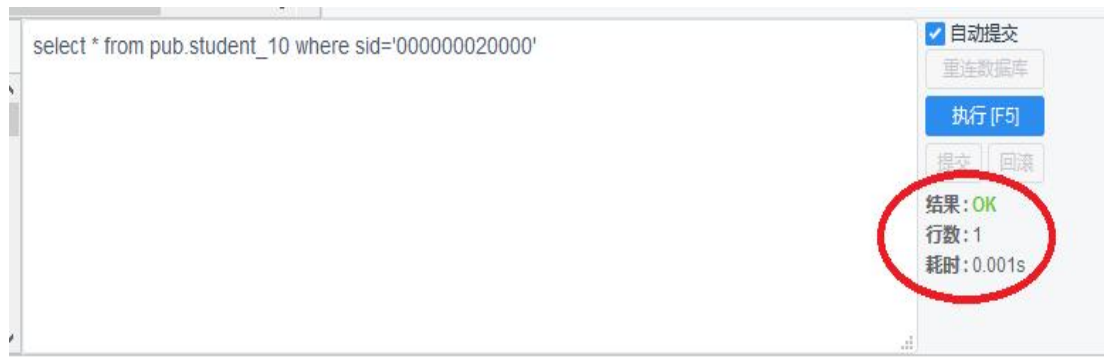 select * from pub.student_10 where sid='000000020000'
自动提交
重连数据库
执行 [F5]
提交 回滚
结果: OK
行数: 1
耗时: 0.001s